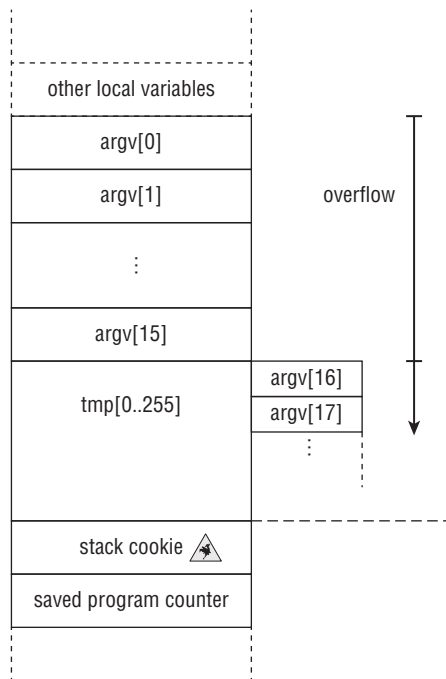 other local variables
argv[0]
argv[1]
overflow
⋮
argv[15]
argv[16]
tmp[0..255]
argv[17]
⋮
stack cookie
saved program counter